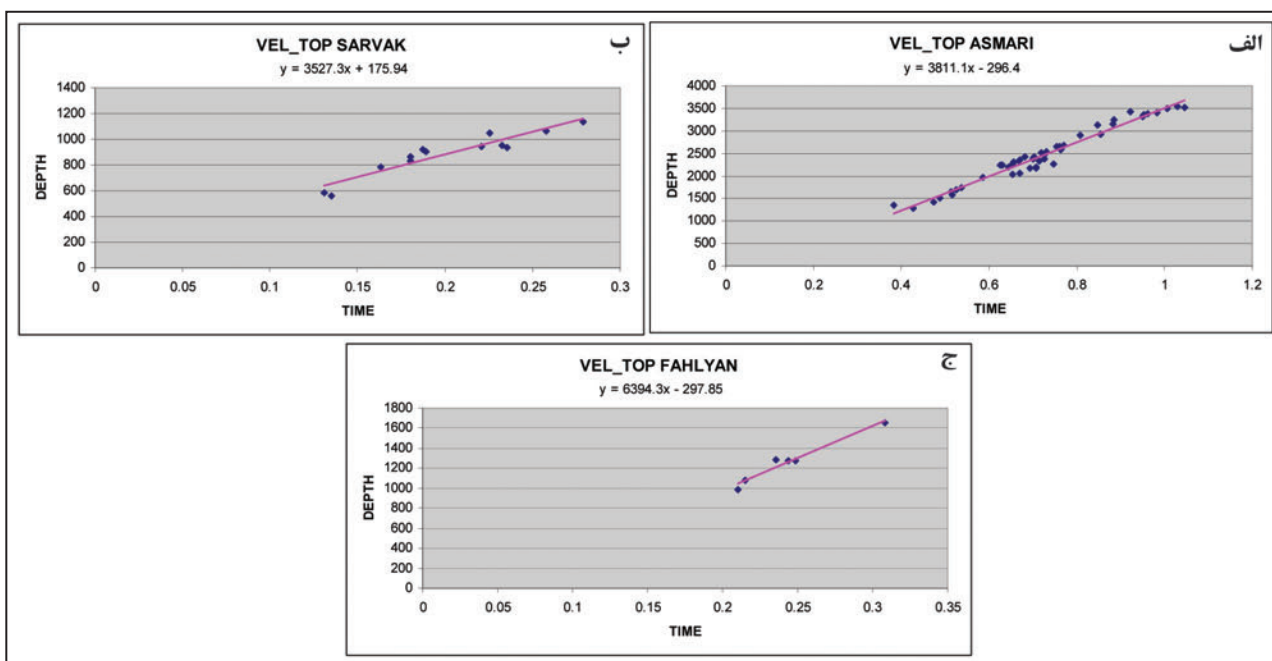 VEL_TOP SARVAK
ب
y = 3527.3x + 175.94
1400
1200
1000
800
600
400
200
0
DEPTH
0 0.05 0.1 0.15 0.2 0.25 0.3
TIME
VEL_TOP ASMARI
الف
y = 3811.1x - 296.4
4000
3500
3000
2500
2000
1500
1000
500
0
DEPTH
0 0.2 0.4 0.6 0.8 1 1.2
TIME
VEL_TOP FAHLYAN
ج
y = 6394.3x - 297.85
1800
1600
1400
1200
1000
800
600
400
200
0
DEPTH
0 0.05 0.1 0.15 0.2 0.25 0.3 0.35
TIME